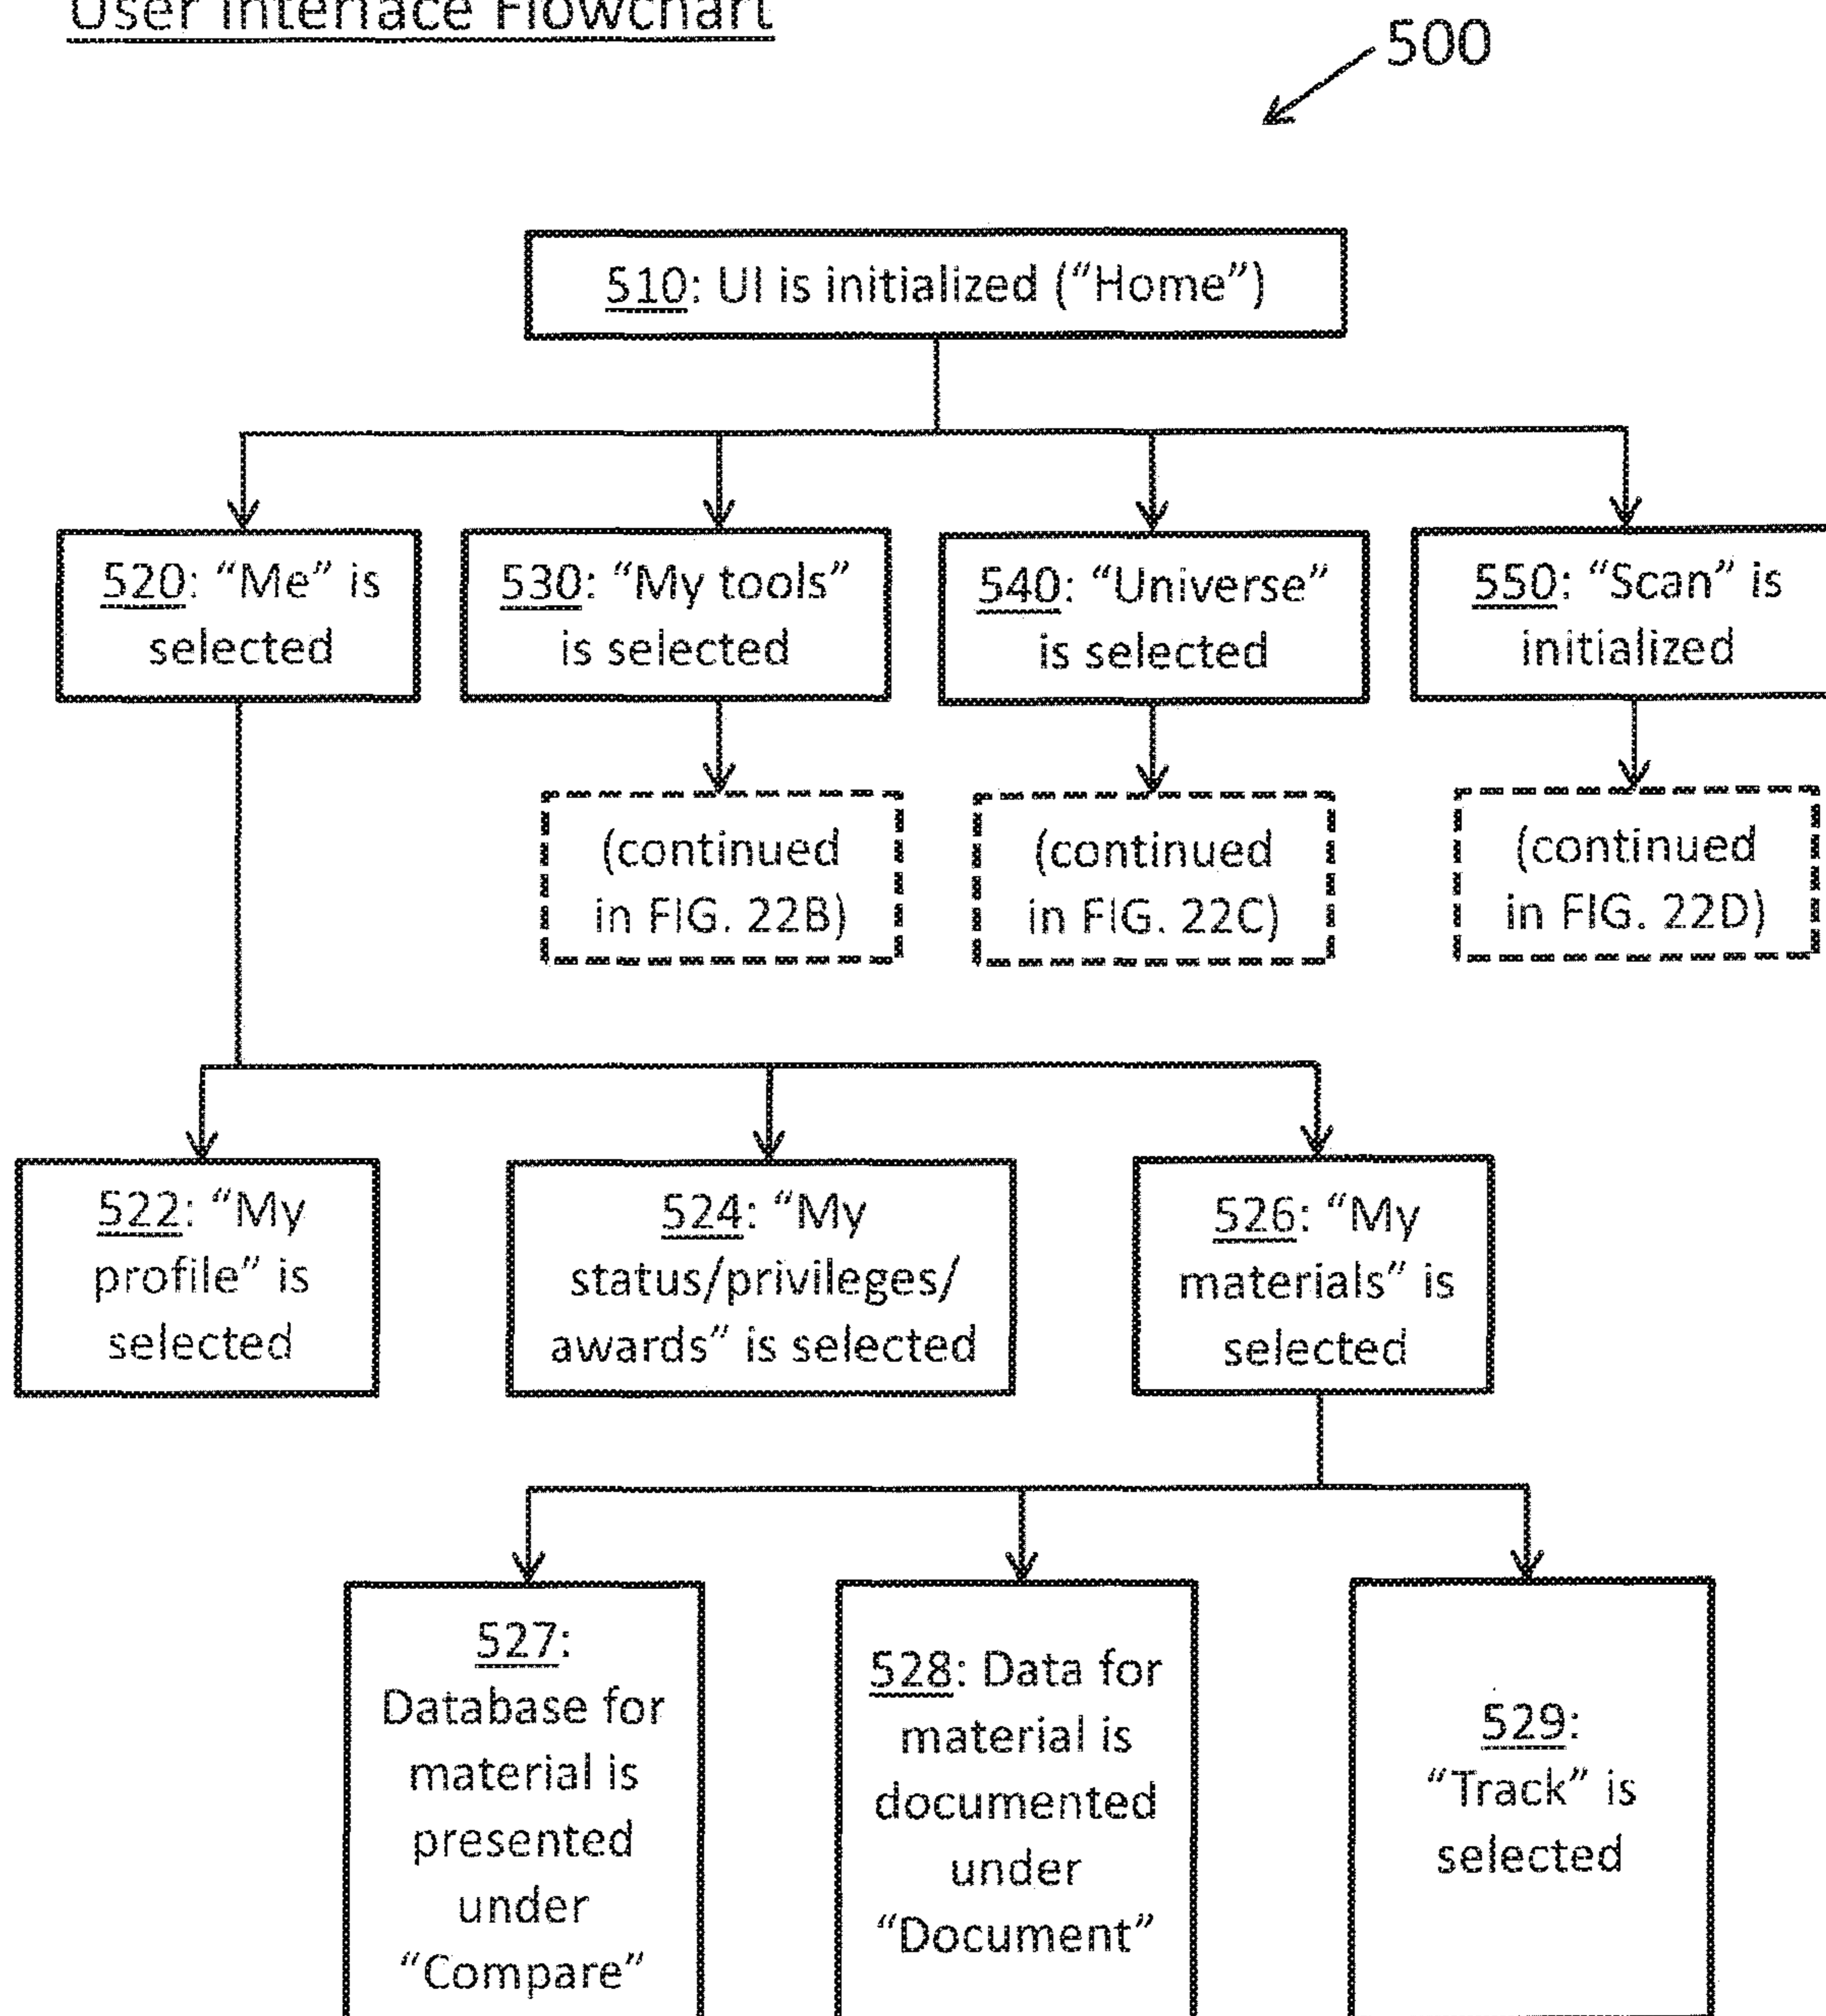 User Interface Flowchart
500
510: UI is initialized (“Home”)
520: “Me” is
selected
530: “My tools”
is selected
540: “Universe”
is selected
550: “Scan” is
initialized
(continued
in FIG. 22B)
(continued
in FIG. 22C)
(continued
in FIG. 22D)
522: “My
profile” is
selected
524: “My
status/privileges/
awards” is selected
526: “My
materials” is
selected
527:
Database for
material is
presented
under
“Compare”
528: Data for
material is
documented
under
“Document”
529:
“Track” is
selected